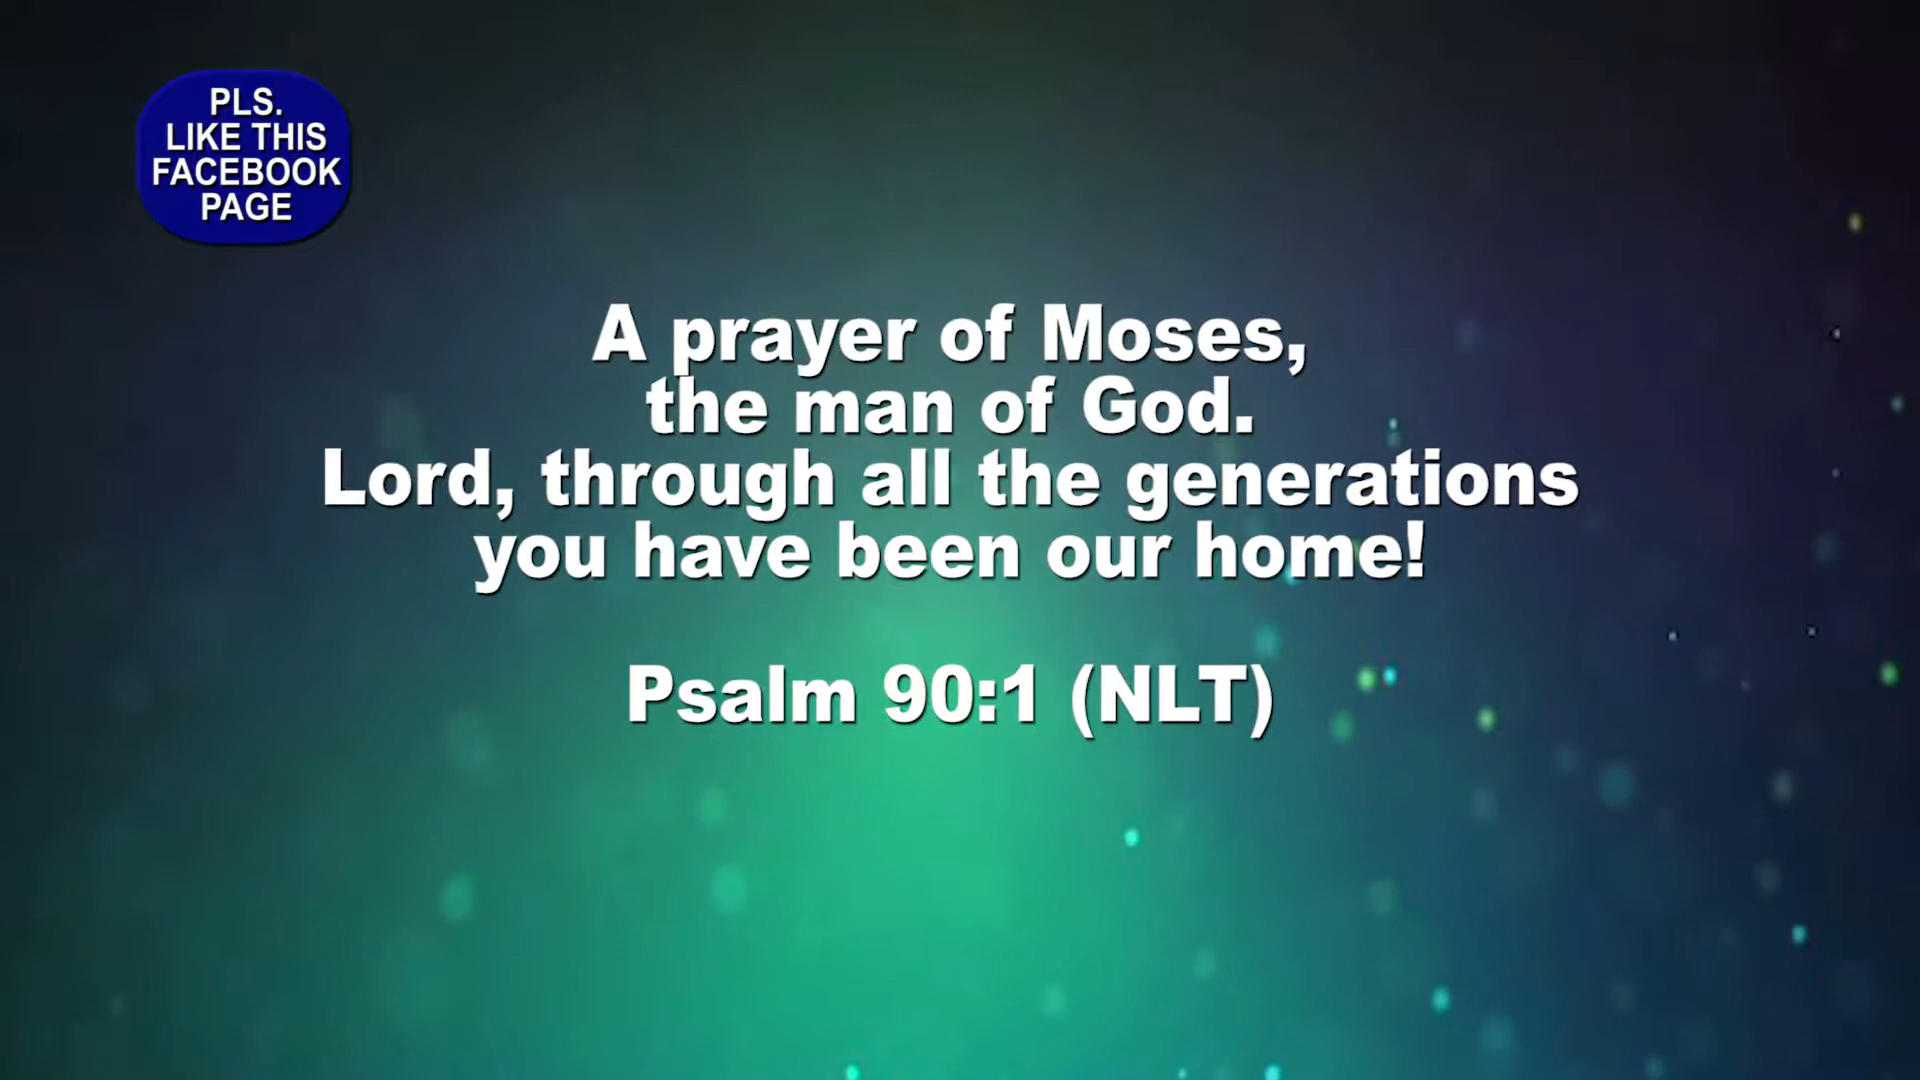 PLS.
LIKE THIS
FACEBOOK
PAGE
A prayer of Moses,
the man of God.
Lord, through all the generations
you have been our home!
Psalm 90:1 (NLT)